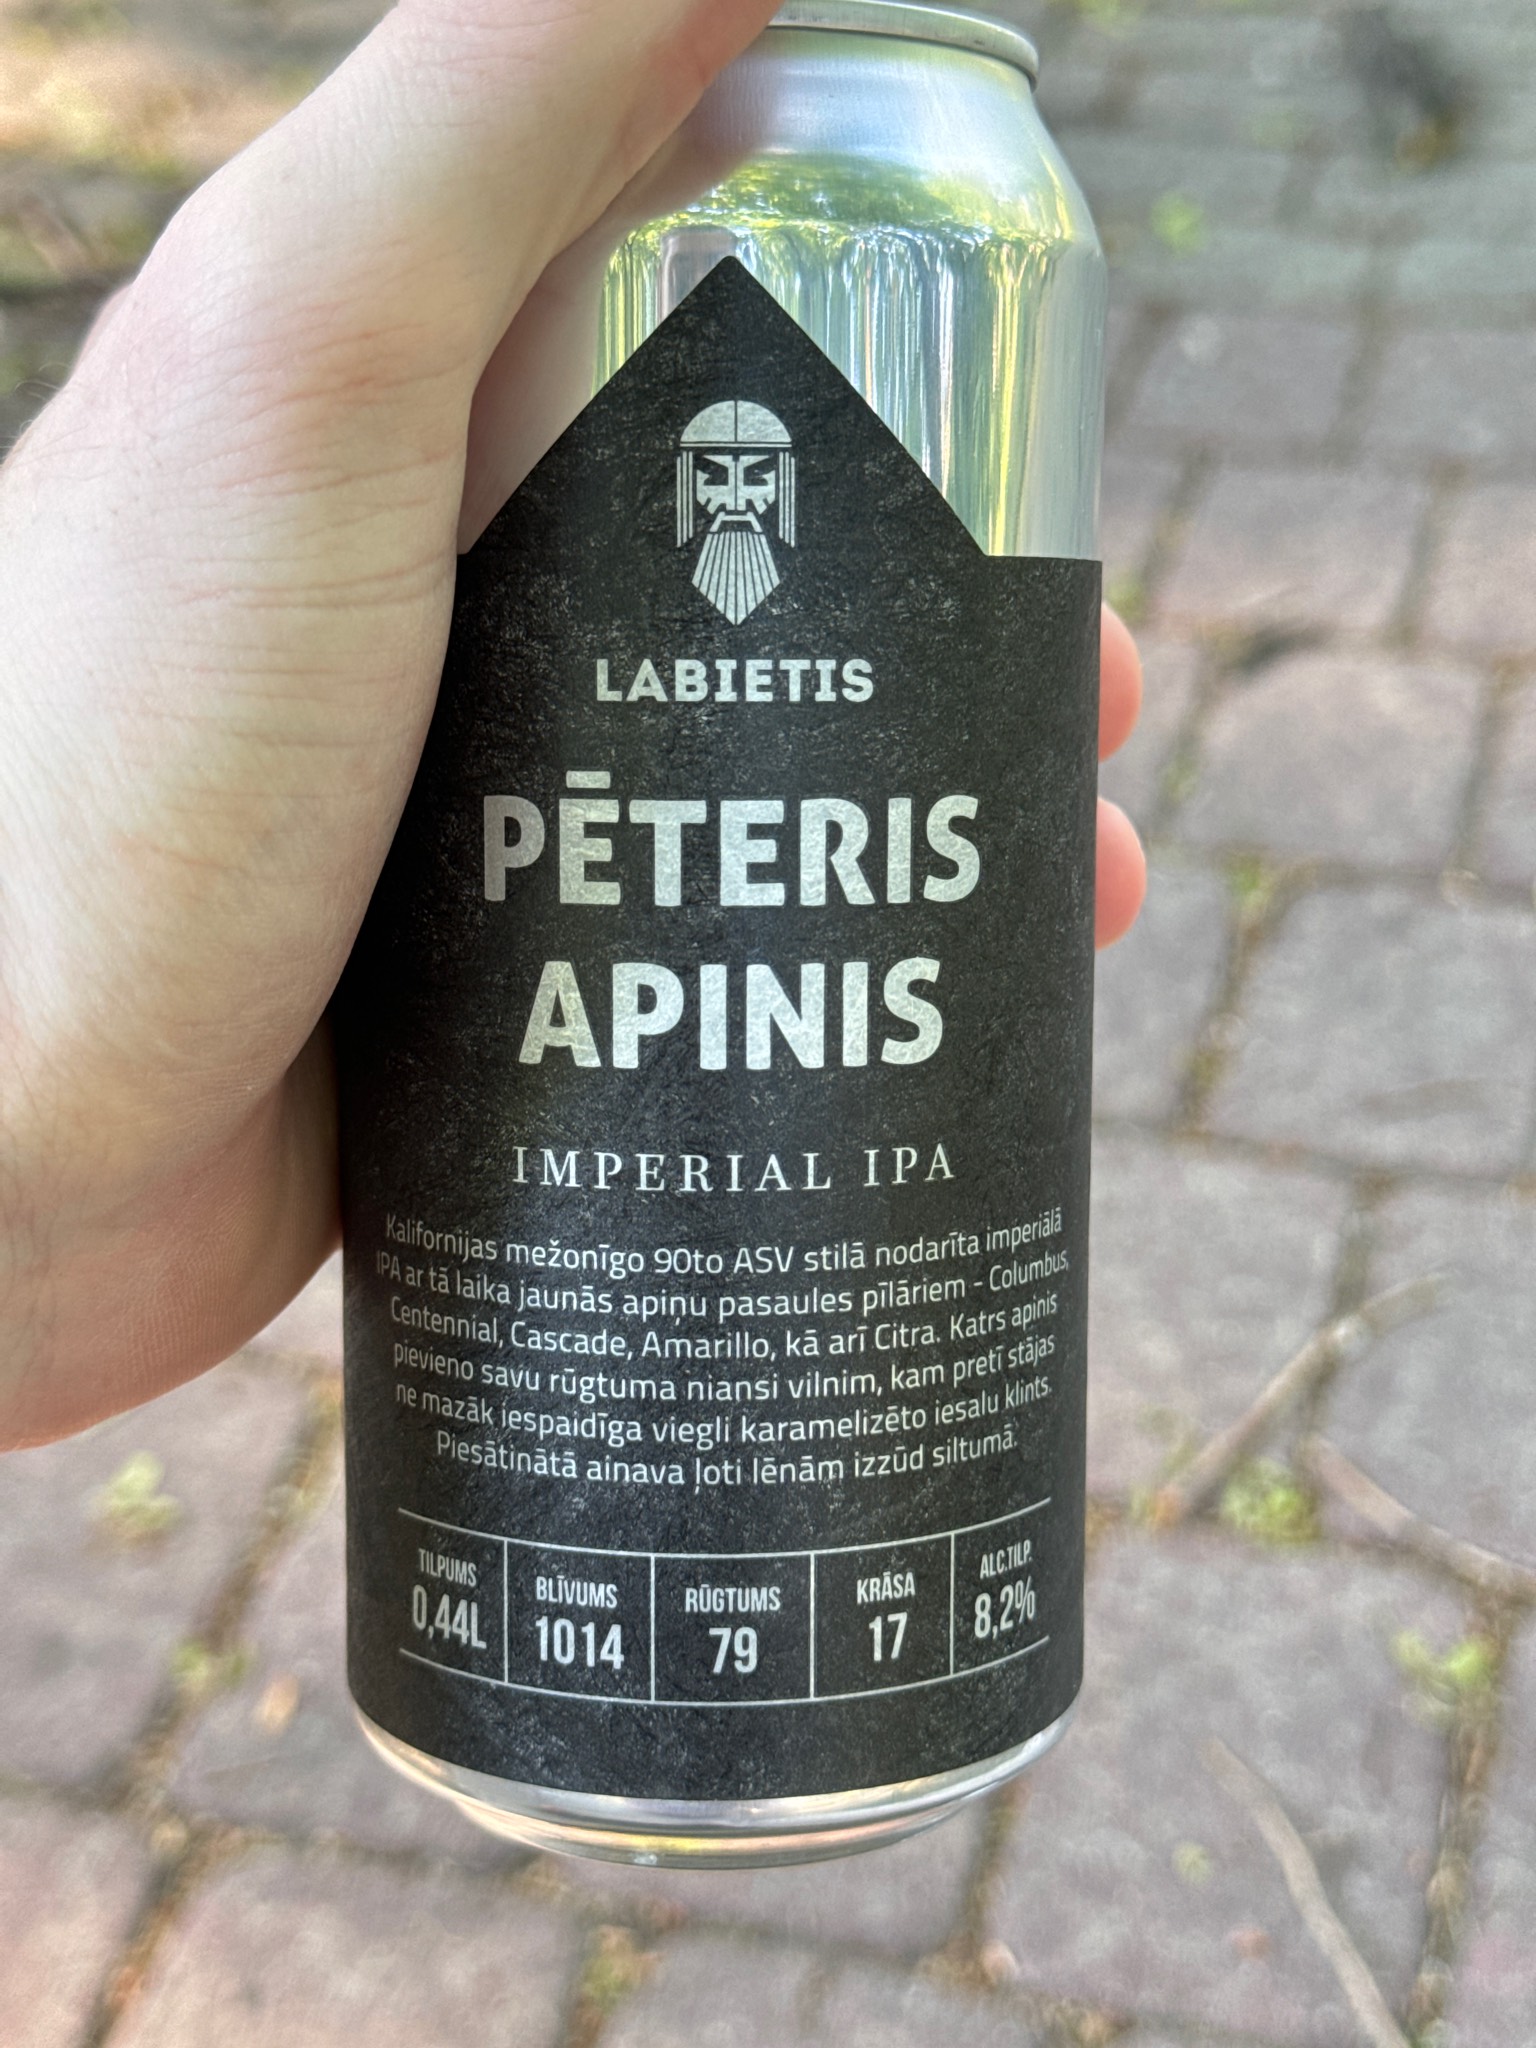 LABIETIS
PĒTERIS
APINIS
IMPERIAL IPA
Kalifornijas mežonīgo 90to ASV stilā nodarīta imperiālā
IPA ar tā laika jaunās apiņu pasaules pīlāriem - Columbus,
Centennial, Cascade, Amarillo, kā arī Citra. Katrs apinis
pievieno savu rūgtuma niansi vilnim, kam pretī stājas
ne mazāk iespaidīga viegli karamelizēto iesalu klints.
Piesātinātā ainava ļoti lēnām izzūd siltumā.
TILPUMS BLĪVUMS RŪGTUMS KRĀSA ALC.TILP.
0,44L 1014 79 17 8,2%